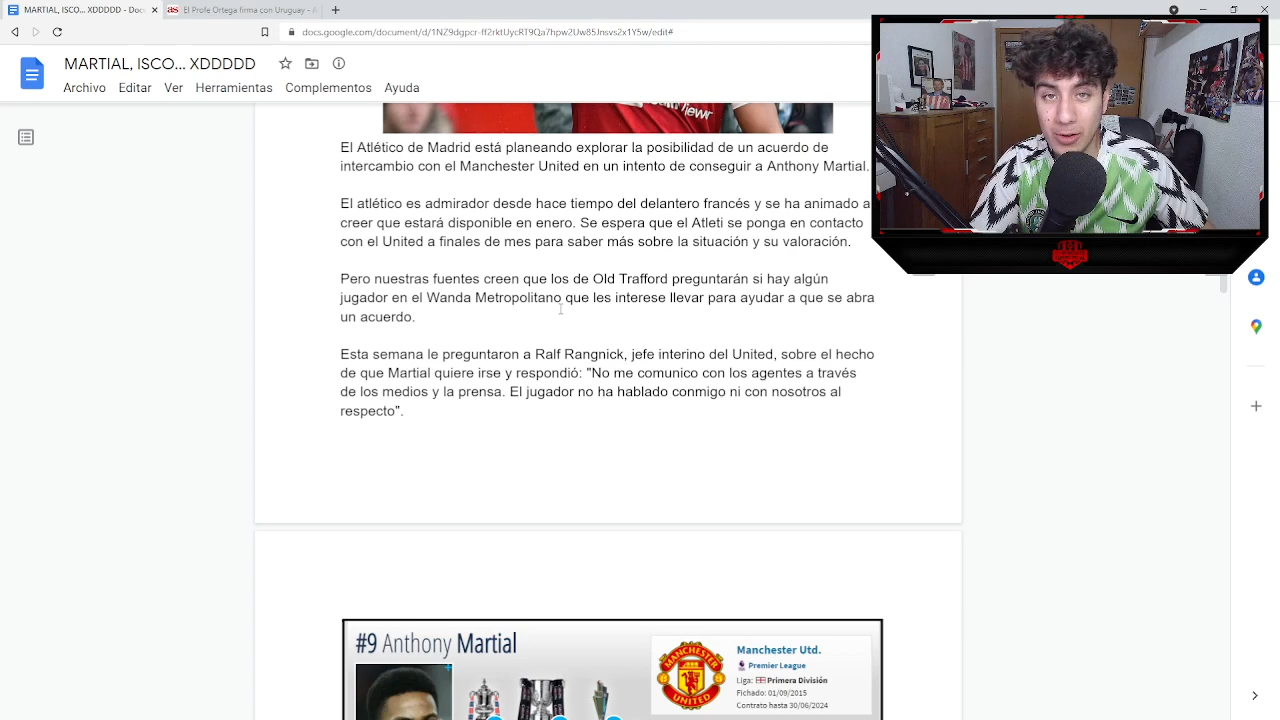 MARTIAL, ISCO... XDDDDD - Doc
El Profe Ortega firma con Uruguay - A
docs.google.com/document/d/1NZ9dgpcr-ff2rktUycRT9Qa7hpw2Uw85Jnsvs2x1Y5w/edit#
MARTIAL, ISCO... XDDDDD
Archivo Editar Ver Herramientas Complementos Ayuda
El Atlético de Madrid está planeando explorar la posibilidad de un acuerdo de
intercambio con el Manchester United en un intento de conseguir a Anthony Martial.
El atlético es admirador desde hace tiempo del delantero francés y se ha animado a
creer que estará disponible en enero. Se espera que el Atleti se ponga en contacto
con el United a finales de mes para saber más sobre la situación y su valoración.
Pero nuestras fuentes creen que los de Old Trafford preguntarán si hay algún
jugador en el Wanda Metropolitano que les interese llevar para ayudar a que se abra
un acuerdo.
Esta semana le preguntaron a Ralf Rangnick, jefe interino del United, sobre el hecho
de que Martial quiere irse y respondió: "No me comunico con los agentes a través
de los medios y la prensa. El jugador no ha hablado conmigo ni con nosotros al
respecto".
#9 Anthony Martial
MANCHESTER
UNITED
Manchester Utd.
Premier League
Liga: Primera División
Fichado: 01/09/2015
Contrato hasta 30/06/2024